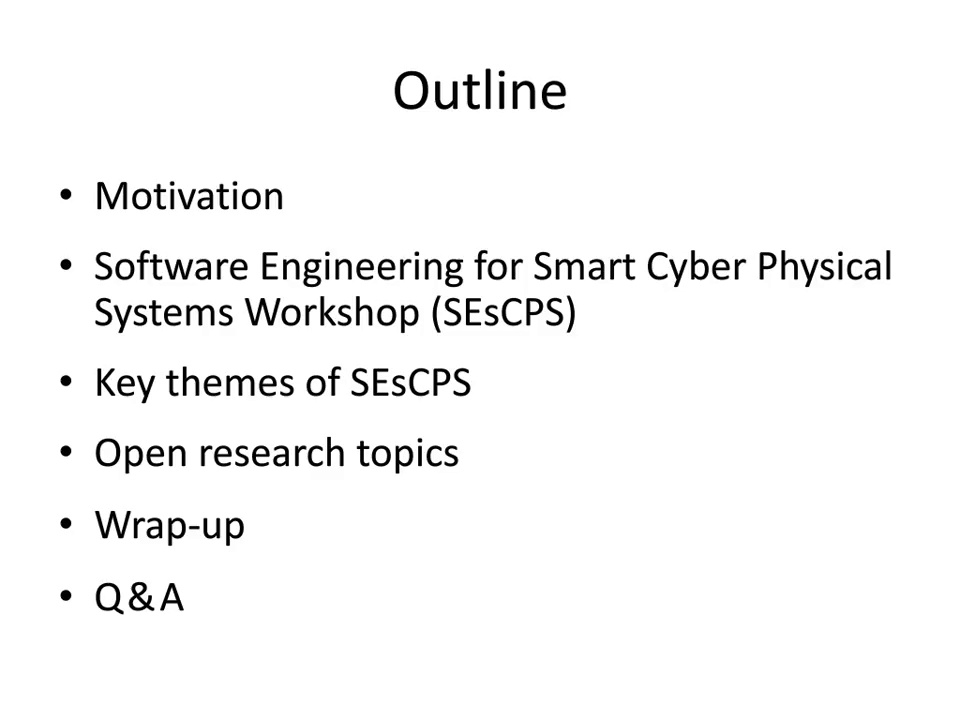 Outline
• Motivation
• Software Engineering for Smart Cyber Physical
Systems Workshop (SEsCPS)
• Key themes of SEsCPS
• Open research topics
• Wrap-up
• Q&A